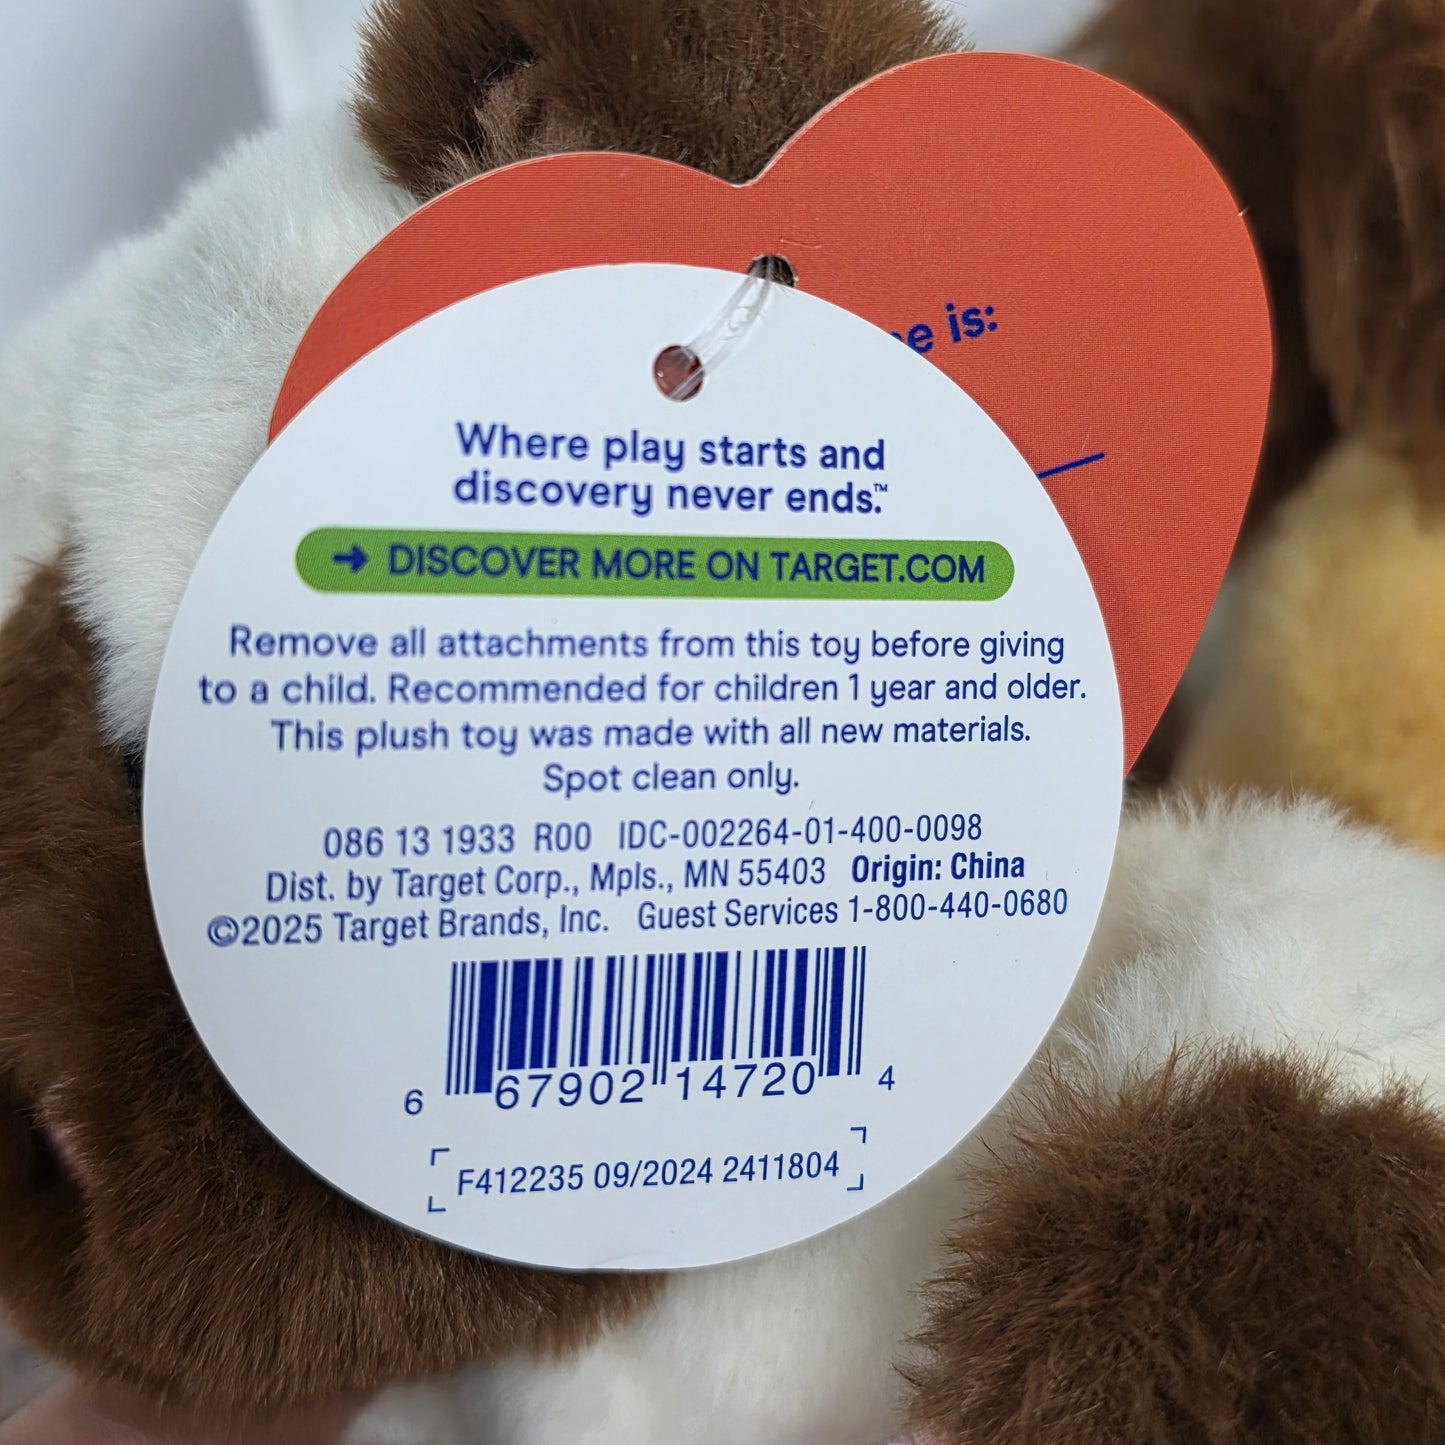 is:
Where play starts and
discovery never ends.™
→ DISCOVER MORE ON TARGET.COM
Remove all attachments from this toy before giving
to a child. Recommended for children 1 year and older.
This plush toy was made with all new materials.
Spot clean only.
086 13 1933 R00 IDC-002264-01-400-0098
Dist. by Target Corp., Mpls., MN 55403 Origin: China
©2025 Target Brands, Inc. Guest Services 1-800-440-0680
6 67902 14720 4
F412235 09/2024 2411804